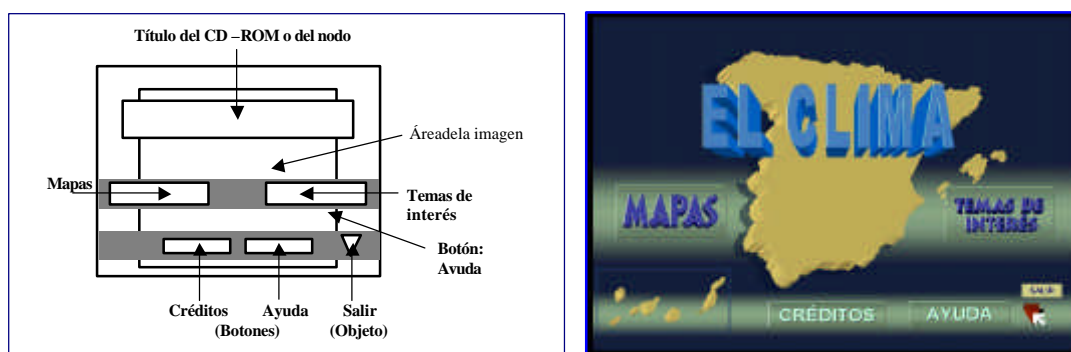 Título del CD –ROM o del nodo
Áreadela imagen
Mapas
Temas de
interés
Botón:
Avuda
Créditos
Ayuda
Salir
(Botones)
(Objeto)
EL CLIMA
MAPAS
TEMAS DE
INTERÉS
SALIR
CRÉDITOS
AYUDA